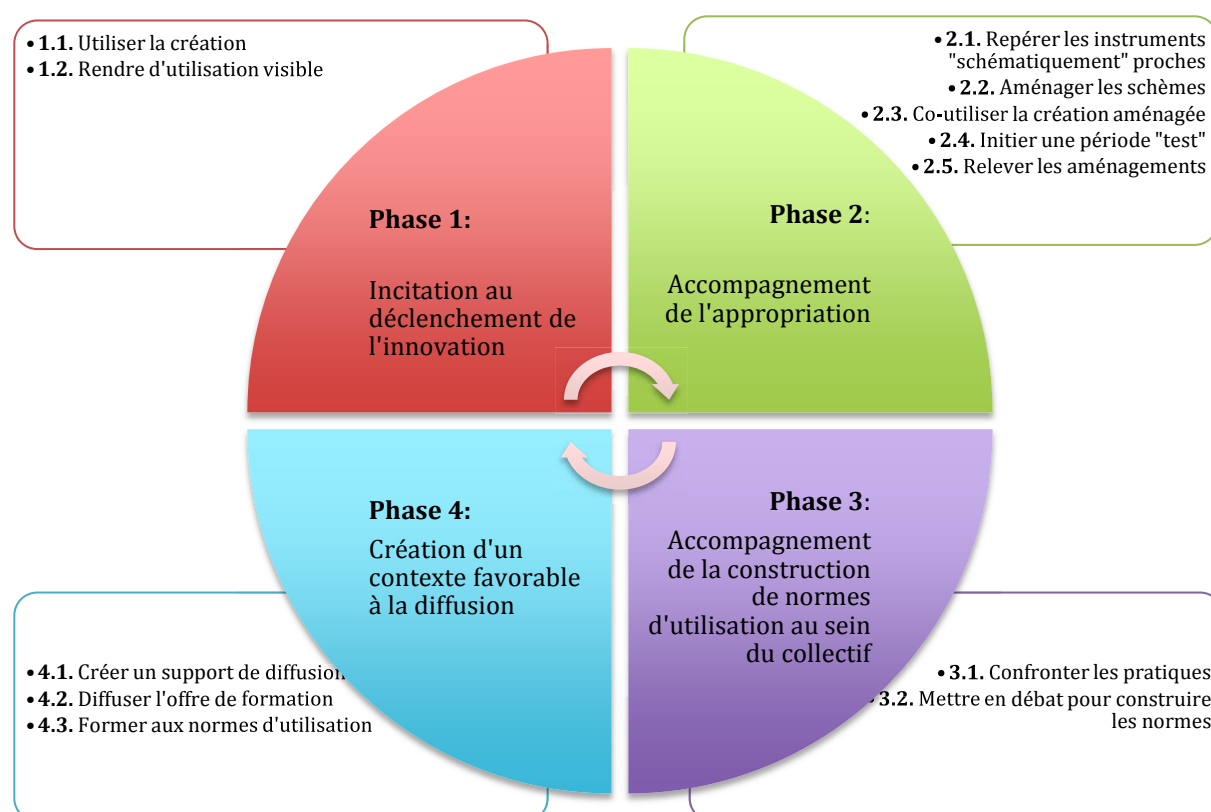 • 1.1. Utiliser la création
• 1.2. Rendre d'utilisation visible
Phase 1:
Incitation au
déclenchement de
l'innovation
• 2.1. Repérer les instruments
"schématiquement" proches
• 2.2. Aménager les schèmes
• 2.3. Co-utiliser la création aménagée
• 2.4. Initier une période "test"
• 2.5. Relever les aménagements
Phase 2:
Accompagnement
de l'appropriation
Phase 3:
Accompagnement
de la construction
de normes
d'utilisation au sein
du collectif
• 3.1. Confronter les pratiques
• 3.2. Mettre en débat pour construire
les normes
Phase 4:
Création d'un
contexte favorable
à la diffusion
• 4.1. Créer un support de diffusion
• 4.2. Diffuser l'offre de formation
• 4.3. Former aux normes d'utilisation